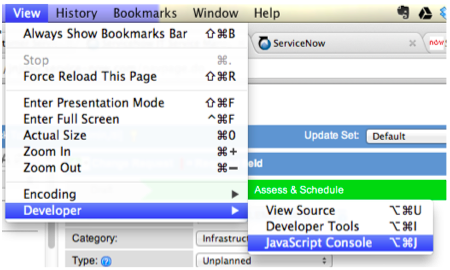 View History Bookmarks Window Help
Always Show Bookmarks Bar ⇧⌘B
ServiceNow × now
Stop ⌘.
Force Reload This Page ⇧⌘R
Enter Presentation Mode ⇧⌘F
Enter Full Screen ^⌘F
Actual Size ⌘0
Update Set: Default
Zoom In ⌘+
Zoom Out ⌘–
eld
Encoding ▶
Assess & Schedule
Developer ▶
View Source ⌥⌘U
Developer Tools ⌥⌘I
JavaScript Console ⌥⌘J
Category: Infrastruct
Type: Unplanned